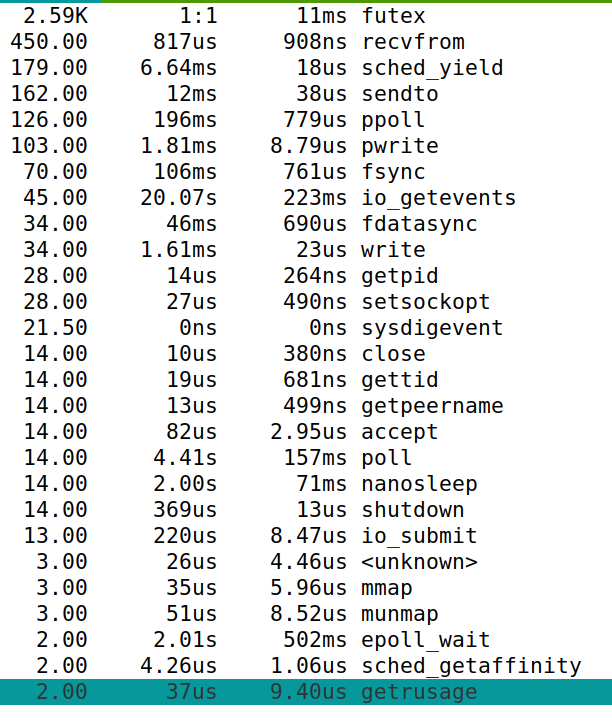 2.59K 1:1 11ms futex
450.00 817us 908ns recvfrom
179.00 6.64ms 18us sched_yield
162.00 12ms 38us sendto
126.00 196ms 779us ppoll
103.00 1.81ms 8.79us pwrite
70.00 106ms 761us fsync
45.00 20.07s 223ms io_getevents
34.00 46ms 690us fdatasync
34.00 1.61ms 23us write
28.00 14us 264ns getpid
28.00 27us 490ns setsockopt
21.50 0ns 0ns sysdigevent
14.00 10us 380ns close
14.00 19us 681ns gettid
14.00 13us 499ns getpeername
14.00 82us 2.95us accept
14.00 4.41s 157ms poll
14.00 2.00s 71ms nanosleep
14.00 369us 13us shutdown
13.00 220us 8.47us io_submit
3.00 26us 4.46us <unknown>
3.00 35us 5.96us mmap
3.00 51us 8.52us munmap
2.00 2.01s 502ms epoll_wait
2.00 4.26us 1.06us sched_getaffinity
2.00 37us 9.40us getrusage